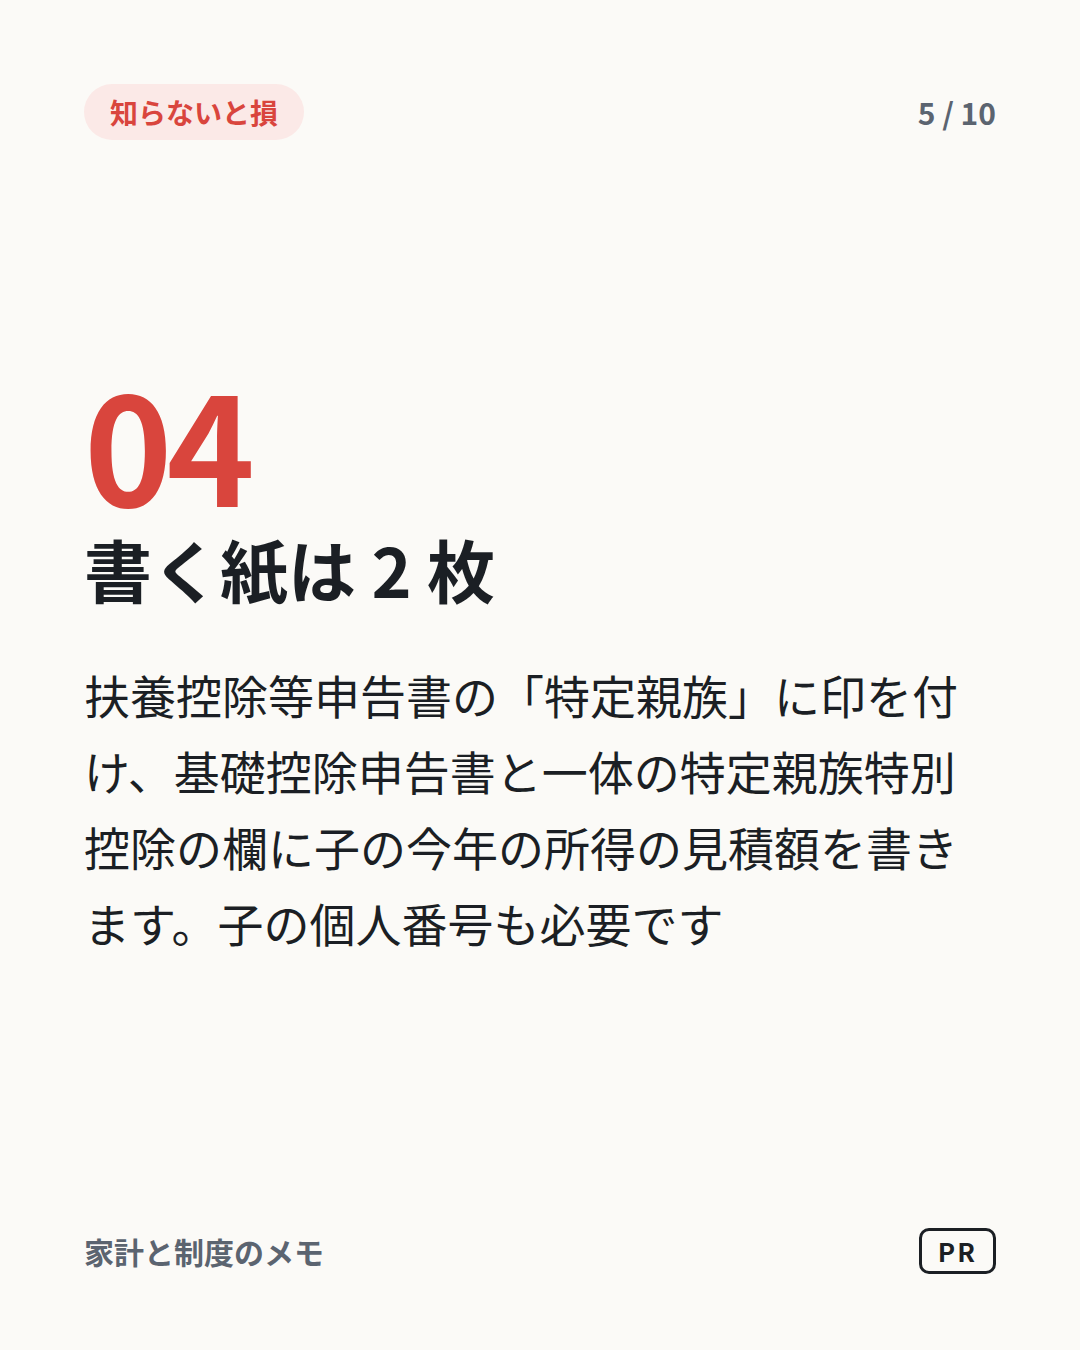 知らないと損
5 / 10
04
書く紙は 2 枚
扶養控除等申告書の「特定親族」に印を付
け、基礎控除申告書と一体の特定親族特別
控除の欄に子の今年の所得の見積額を書き
ます。子の個人番号も必要です
家計と制度のメモ
PR